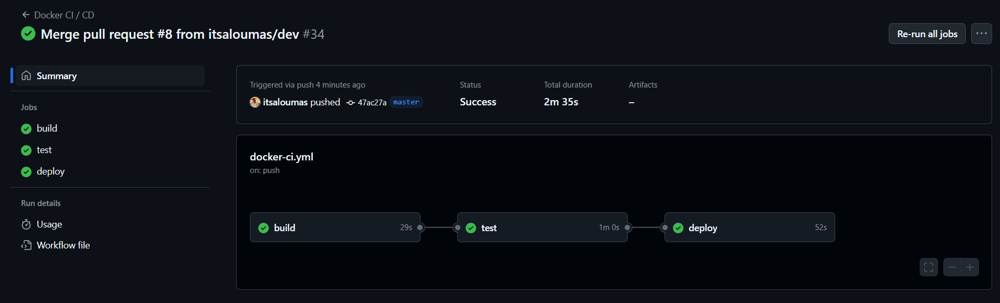 Docker CI / CD
Merge pull request #8 from itsaloumas/dev #34
Re-run all jobs
Summary
Jobs
build
test
deploy
Run details
Usage
Workflow file
Triggered via push 4 minutes ago
itsaloumas pushed 47ac27a master
Status
Success
Total duration
2m 35s
Artifacts
–
docker-ci.yml
on: push
build 29s
test 1m 0s
deploy 52s